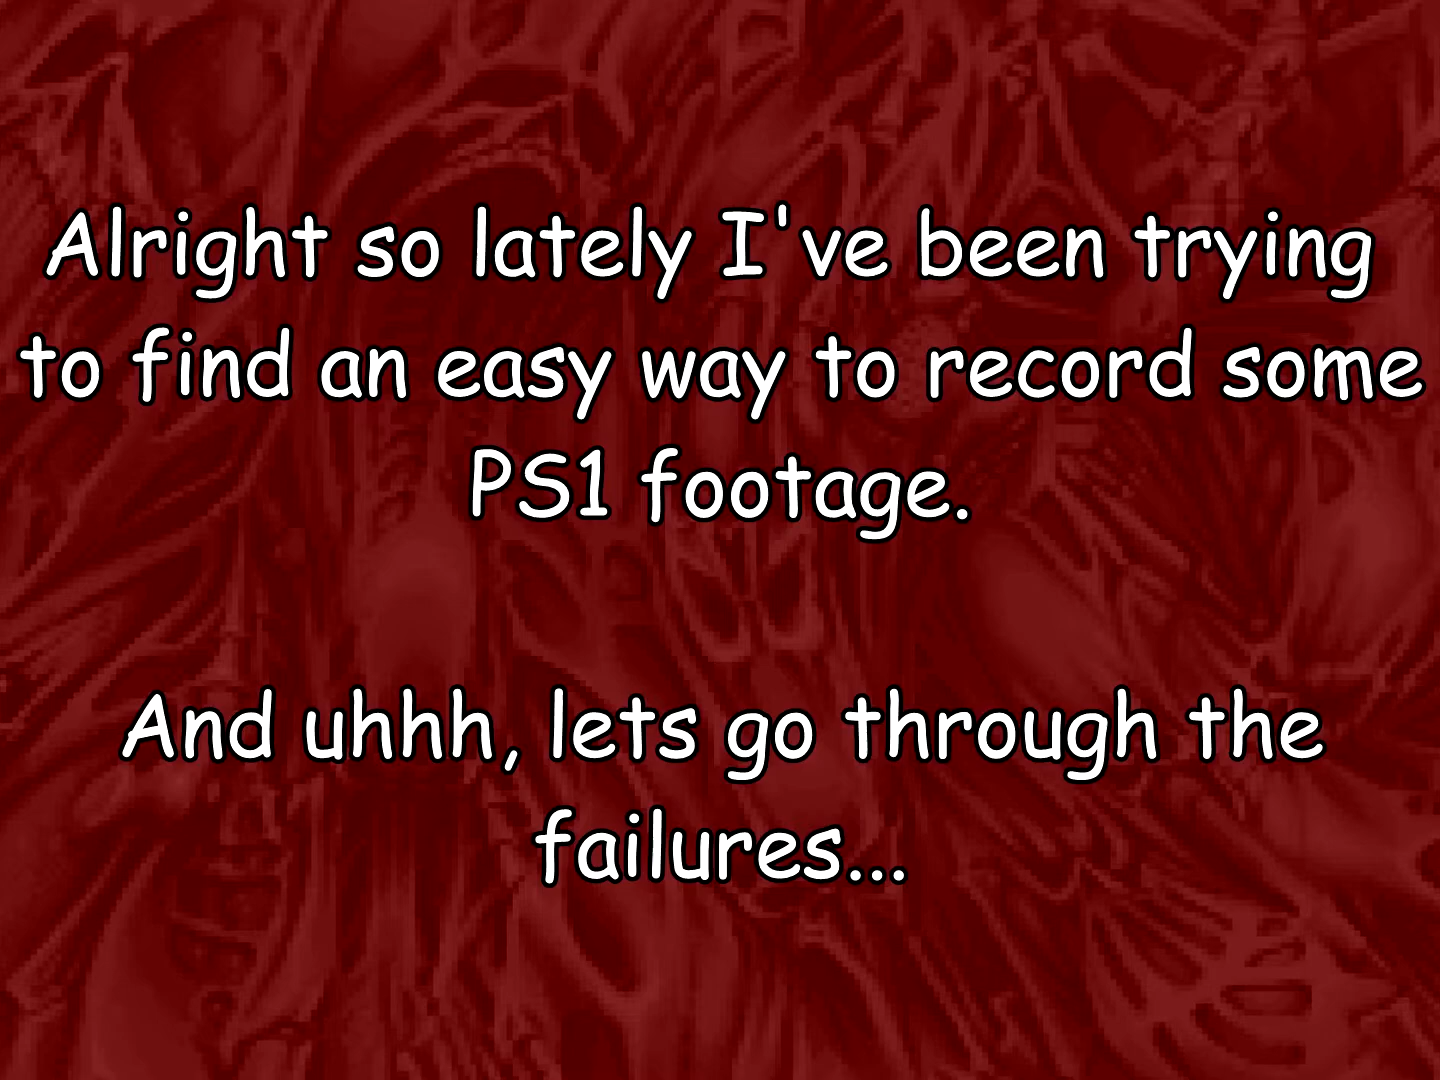 Alright so lately I've been trying
to find an easy way to record some
PS1 footage.
And uhhh, lets go through the
failures...